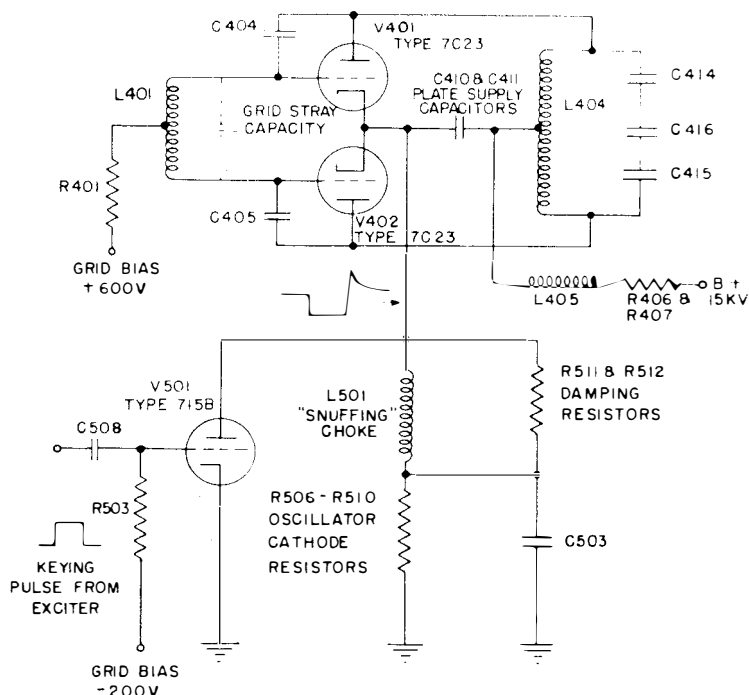 C404
V401
TYPE 7C23
L401
GRID STRAY
CAPACITY
C410 & C411
PLATE SUPPLY
CAPACITORS
L404
C414
C416
C415
R401
C405
V402
TYPE 7C23
GRID BIAS
+600V
L405
R406 &
R407
B +
15KV
V501
TYPE 715B
C508
R503
L501
"SNUFFING"
CHOKE
R511 & R512
DAMPING
RESISTORS
R506 - R510
OSCILLATOR
CATHODE
RESISTORS
C503
KEYING
PULSE FROM
EXCITER
GRID BIAS
-200V